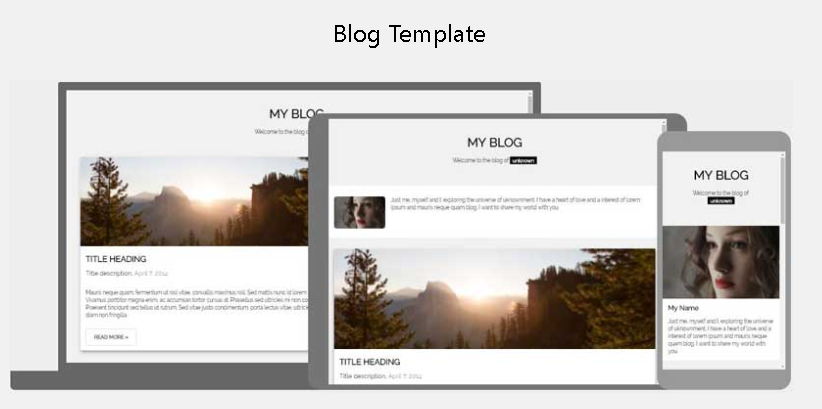 Blog Template
MY BLOG
Welcome to the blog o
TITLE HEADING
Title description, April 7, 2014
Mauris neque quam, fermentum ut nisl vitae, convallis maximus nisl. Sed mattis nunc id lorem
Vivamus porttitor magna enim, ac accumsan tortor cursus at. Phasellus sed ultricies mi non co
Praesent tincidunt sed tellus ut rutrum. Sed vitae justo condimentum, porta lectus vitae, ultricie
diam non fringilla
READ MORE »
MY BLOG
Welcome to the blog of unknown
Just me, myself and I, exploring the universe of uknownment. I have a heart of love and a interest of lorem
ipsum and mauris neque quam blog. I want to share my world with you.
TITLE HEADING
Title description, April 7, 2014
MY BLOG
Welcome to the blog of
unknown
My Name
Just me, myself and I, exploring the universe
of uknownment. I have a heart of love and a
interest of lorem ipsum and mauris neque
quam blog. I want to share my world with
you.